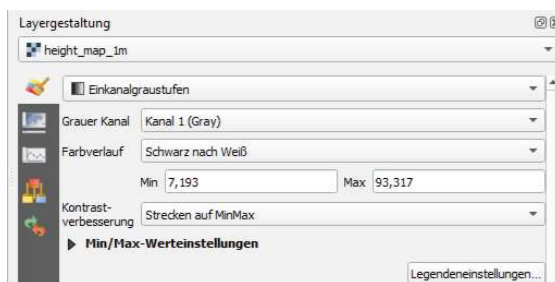 Layergestaltung
height_map_1m
Einkanalgraustufen
Grauer Kanal Kanal 1 (Gray)
Farbverlauf Schwarz nach Weiß
Min 7,193 Max 93,317
Kontrast-
verbesserung Strecken auf MinMax
Min/Max-Werteinstellungen
Legendeneinstellungen...